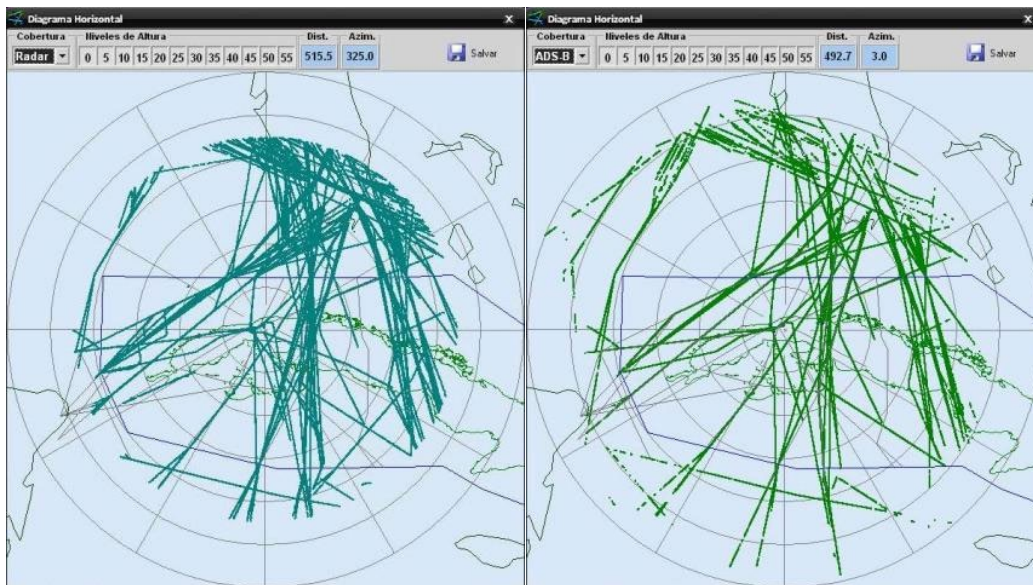 Diagrama Horizontal X
Cobertura Niveles de Altura Dist. Azim.
Radar 0 5 10 15 20 25 30 35 40 45 50 55 515.5 325.0 Salvar
Diagrama Horizontal X
Cobertura Niveles de Altura Dist. Azim.
ADS-B 0 5 10 15 20 25 30 35 40 45 50 55 492.7 3.0 Salvar